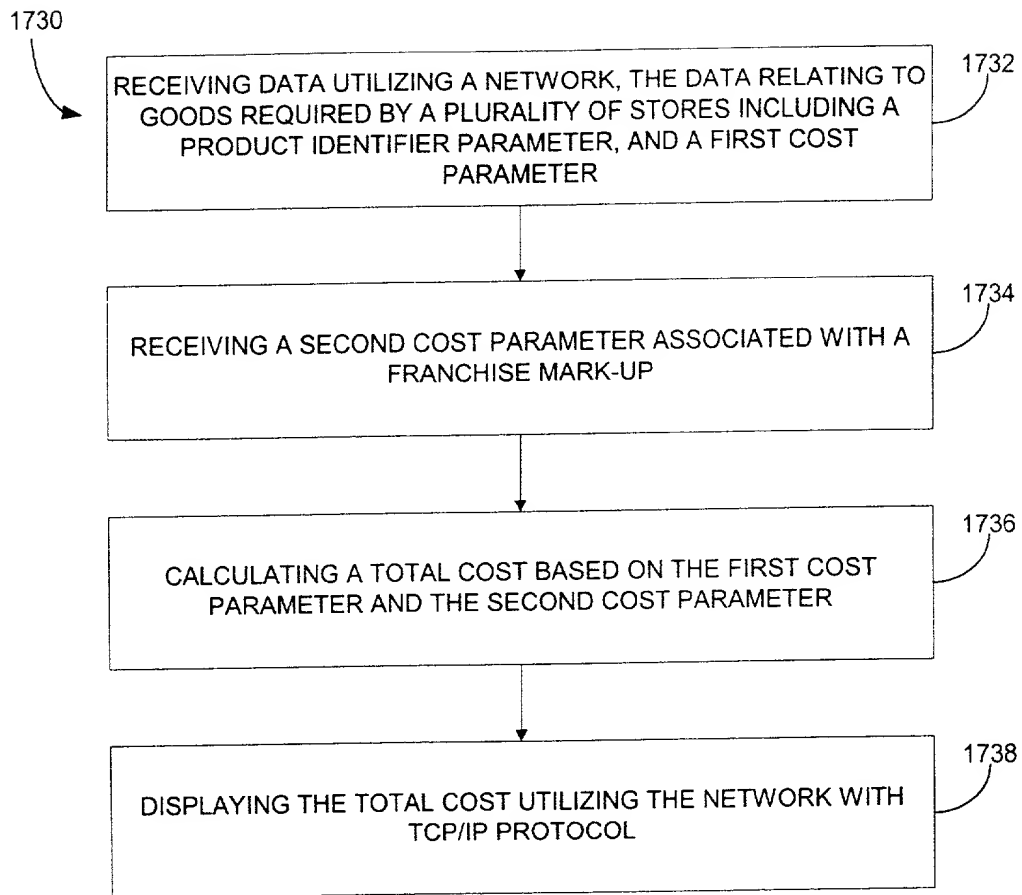 1730
1732
RECEIVING DATA UTILIZING A NETWORK, THE DATA RELATING TO
GOODS REQUIRED BY A PLURALITY OF STORES INCLUDING A
PRODUCT IDENTIFIER PARAMETER, AND A FIRST COST
PARAMETER
1734
RECEIVING A SECOND COST PARAMETER ASSOCIATED WITH A
FRANCHISE MARK-UP
1736
CALCULATING A TOTAL COST BASED ON THE FIRST COST
PARAMETER AND THE SECOND COST PARAMETER
1738
DISPLAYING THE TOTAL COST UTILIZING THE NETWORK WITH
TCP/IP PROTOCOL